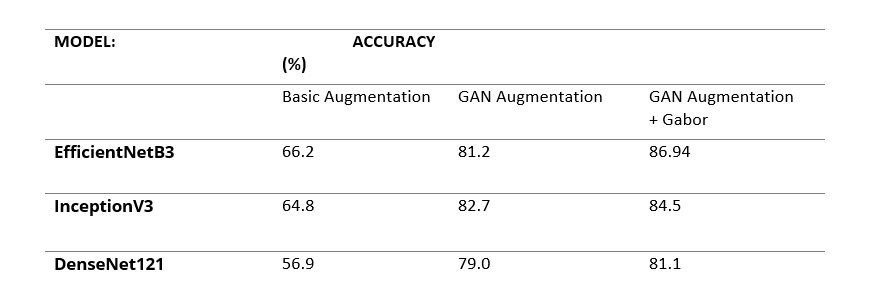 MODEL: ACCURACY
(%)
Basic Augmentation GAN Augmentation GAN Augmentation
+ Gabor
EfficientNetB3 66.2 81.2 86.94
InceptionV3 64.8 82.7 84.5
DenseNet121 56.9 79.0 81.1